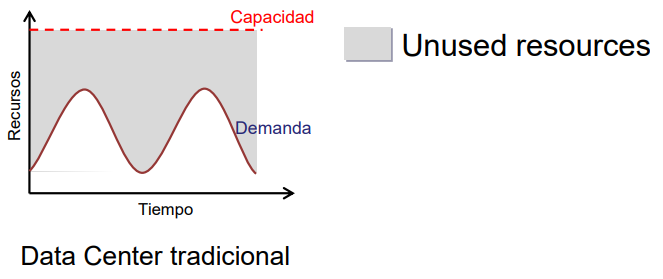 Capacidad
Unused resources
Recursos
Demanda
Tiempo
Data Center tradicional